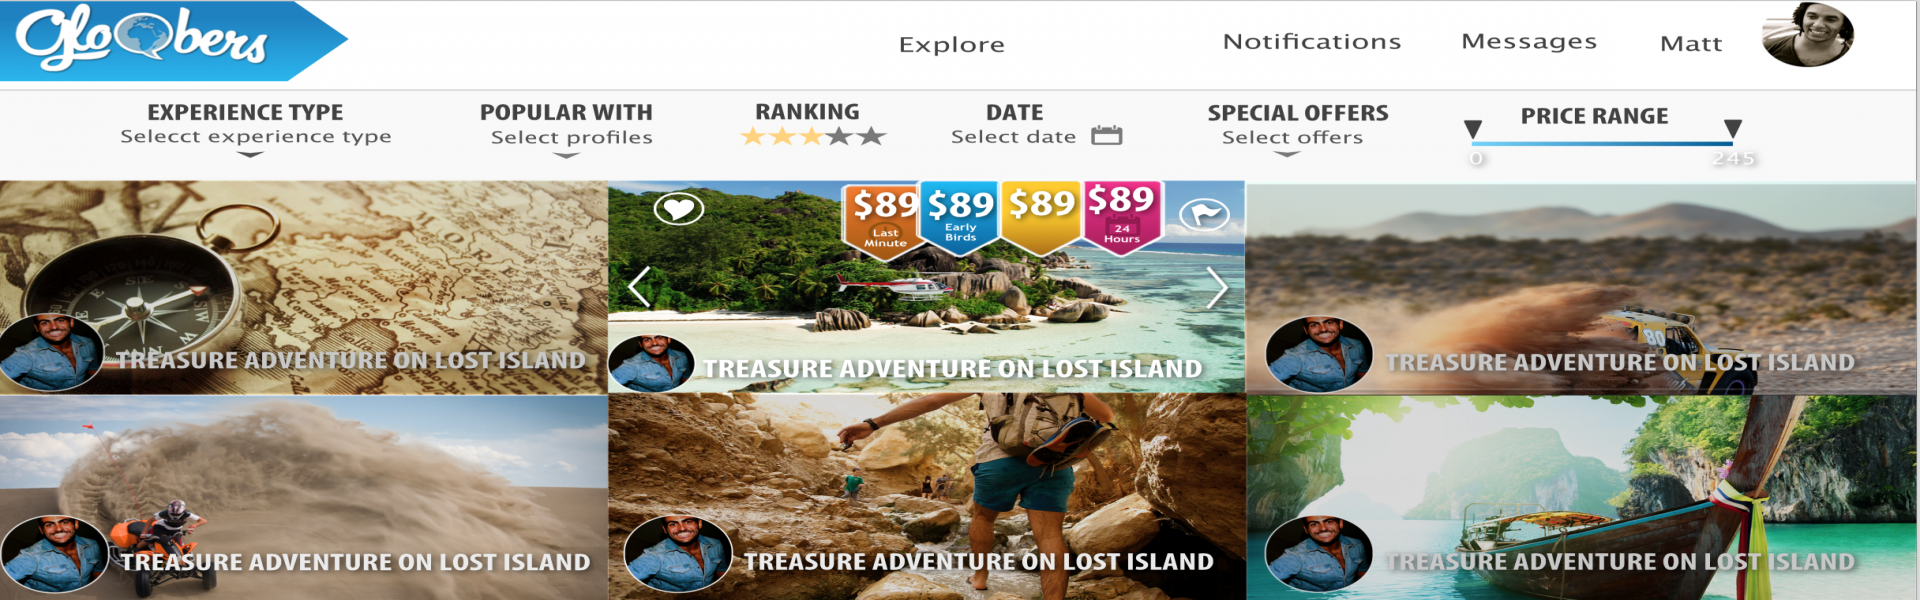 Gloobers
Explore
Notifications
Messages
Matt
EXPERIENCE TYPE
Selecct experience type
POPULAR WITH
Select profiles
RANKING
DATE
Select date
SPECIAL OFFERS
Select offers
PRICE RANGE
0
245
$89
Last
Minute
$89
Early
Birds
$89
$89
24
Hours
TREASURE ADVENTURE ON LOST ISLAND
TREASURE ADVENTURE ON LOST ISLAND
80
TREASURE ADVENTURE ON LOST ISLAND
TREASURE ADVENTURE ON LOST ISLAND
TREASURE ADVENTURE ON LOST ISLAND
TREASURE ADVENTURE ON LOST ISLAND